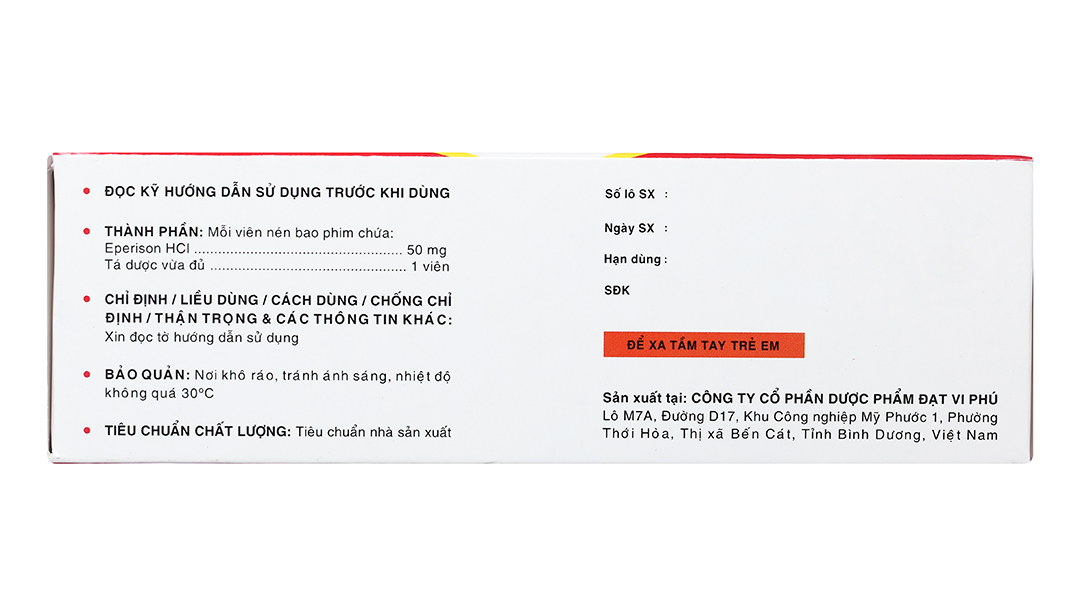 • ĐỌC KỸ HƯỚNG DẪN SỬ DỤNG TRƯỚC KHI DÙNG
• THÀNH PHẦN: Mỗi viên nén bao phim chứa:
Eperison HCl ........................................................ 50 mg
Tá dược vừa đủ ..................................................... 1 viên
• CHỈ ĐỊNH / LIỀU DÙNG / CÁCH DÙNG / CHỐNG CHỈ
ĐỊNH / THẬN TRỌNG & CÁC THÔNG TIN KHÁC:
Xin đọc tờ hướng dẫn sử dụng
• BẢO QUẢN: Nơi khô ráo, tránh ánh sáng, nhiệt độ
không quá 30ºC
• TIÊU CHUẨN CHẤT LƯỢNG: Tiêu chuẩn nhà sản xuất
Số lô SX :
Ngày SX :
Hạn dùng :
SĐK
ĐỂ XA TẦM TAY TRẺ EM
Sản xuất tại: CÔNG TY CỔ PHẦN DƯỢC PHẨM ĐẠT VI PHÚ
Lô M7A, Đường D17, Khu Công nghiệp Mỹ Phước 1, Phường
Thới Hòa, Thị xã Bến Cát, Tỉnh Bình Dương, Việt Nam